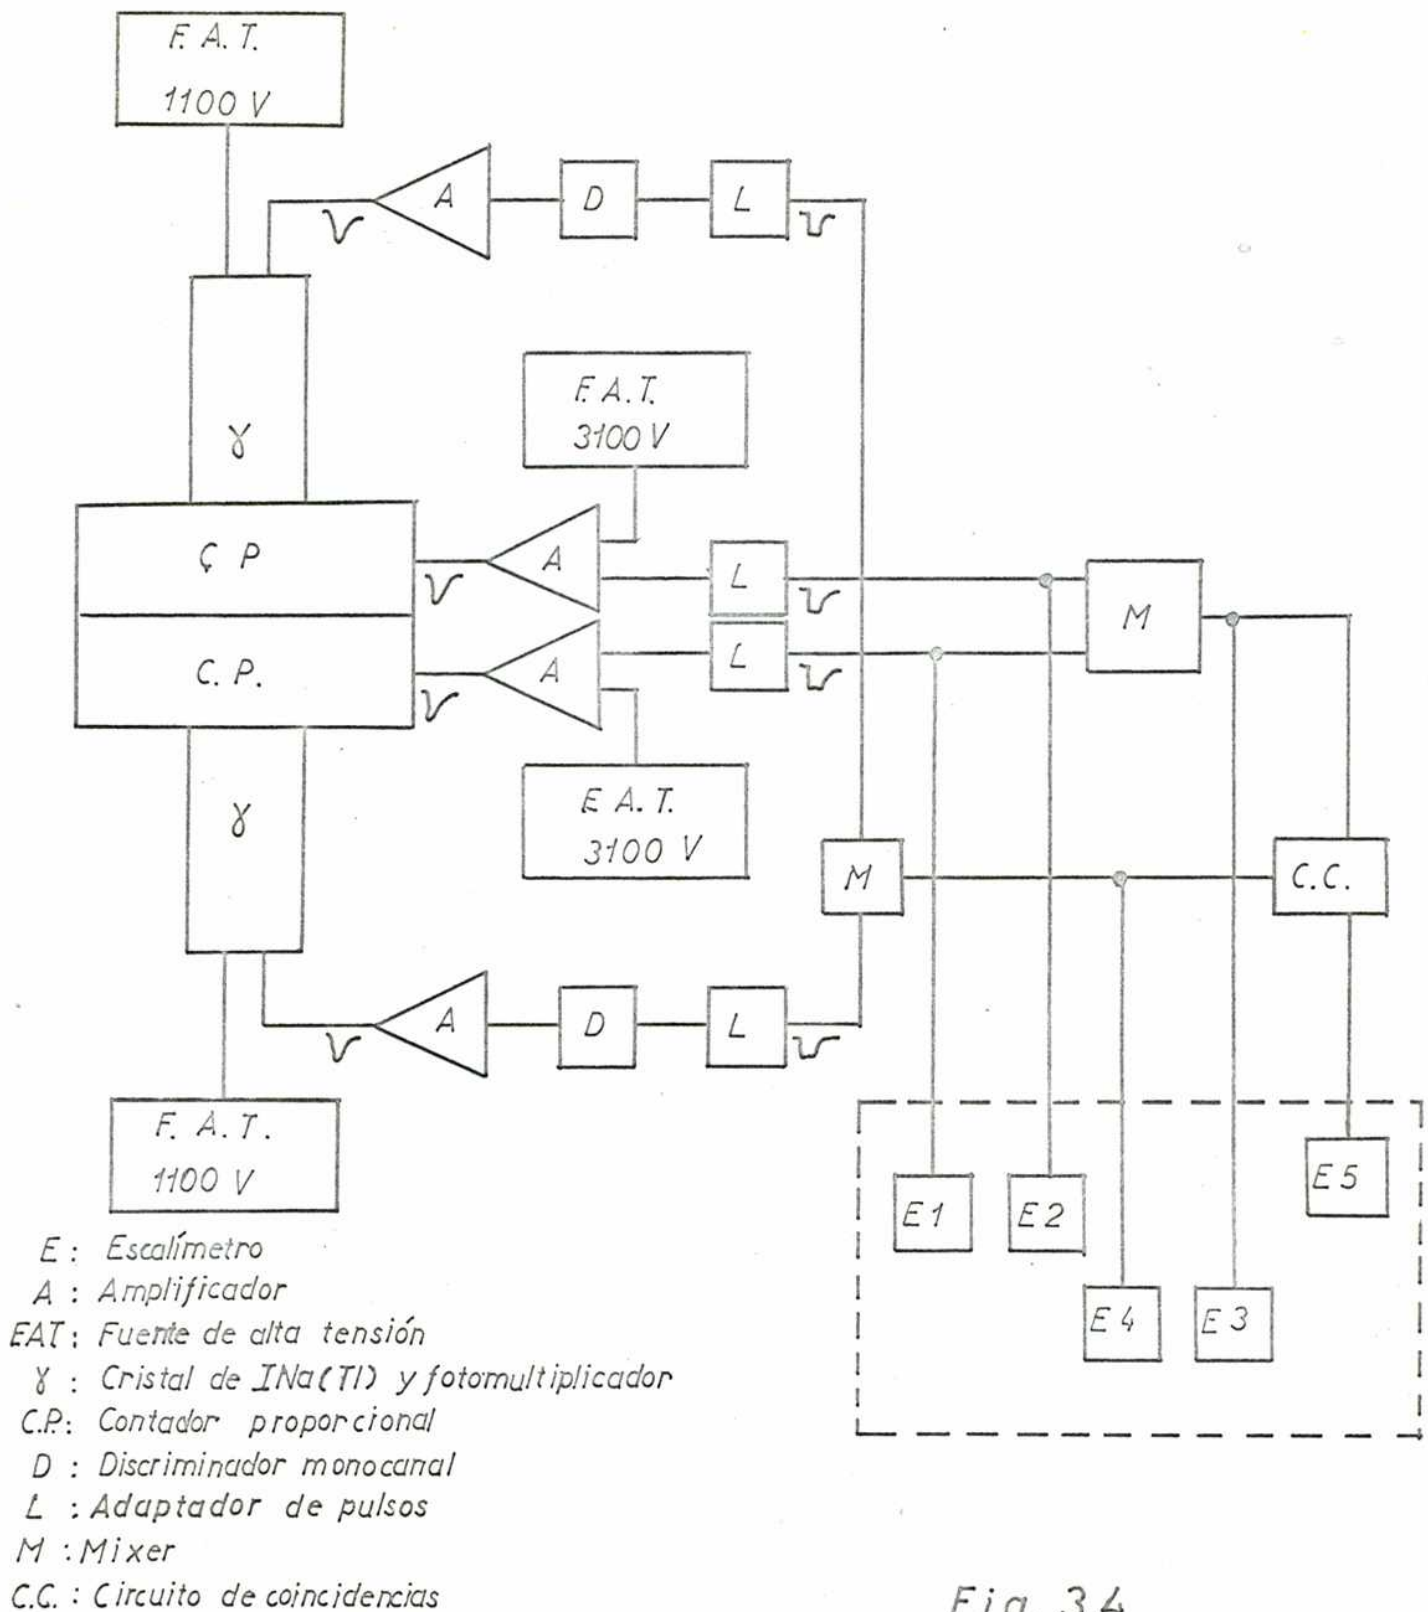 F. A. T.
1100 V
A
D
L
F. A. T.
3100 V
γ
C P
A
L
M
C. P.
A
L
γ
F. A. T.
3100 V
M
C.C.
A
D
L
F. A. T.
1100 V
E1
E2
E5
E4
E3
E : Escalímetro
A : Amplificador
FAT : Fuente de alta tensión
γ : Cristal de INa(Tl) y fotomultiplicador
C.P. : Contador proporcional
D : Discriminador monocanal
L : Adaptador de pulsos
M : Mixer
C.C. : Circuito de coincidencias
Fig 34